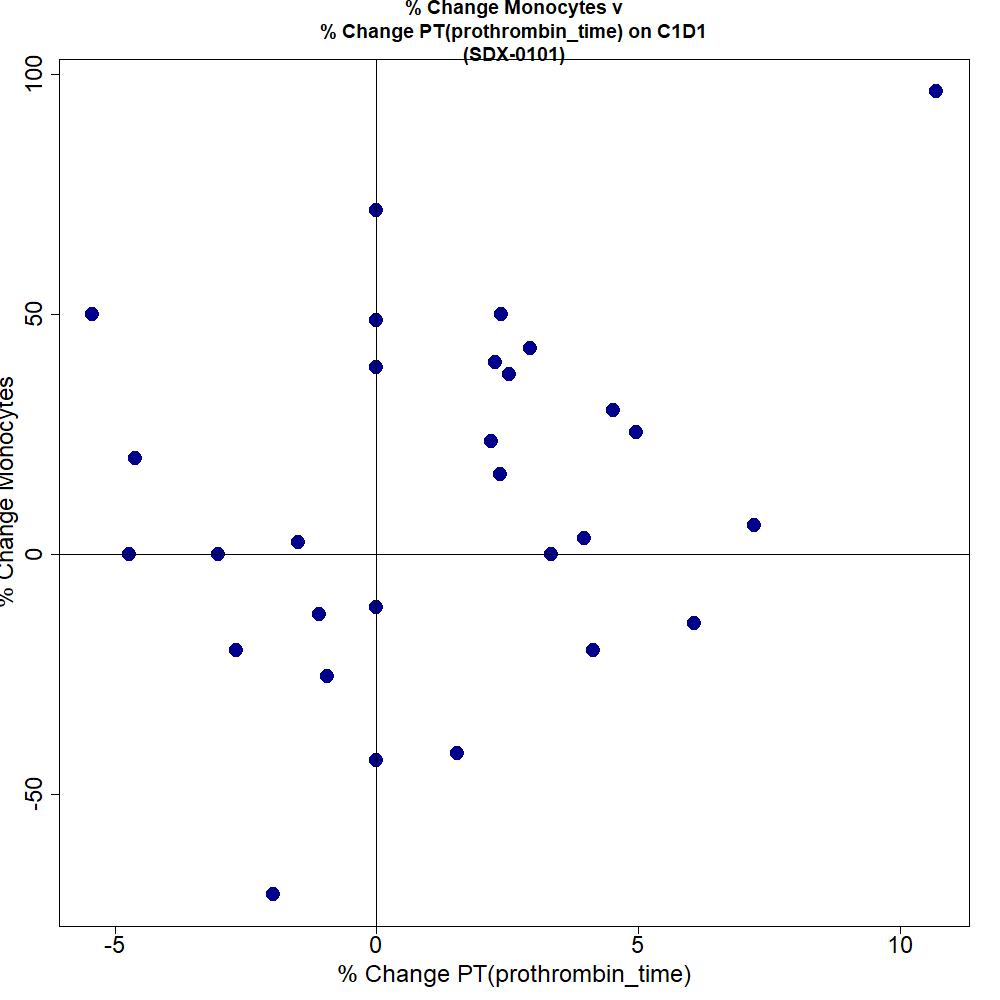 % Change Monocytes v
% Change PT(prothrombin_time) on C1D1
(SDX-0101)
100
50
0
-50
% Change Monocytes
-5
0
5
10
% Change PT(prothrombin_time)